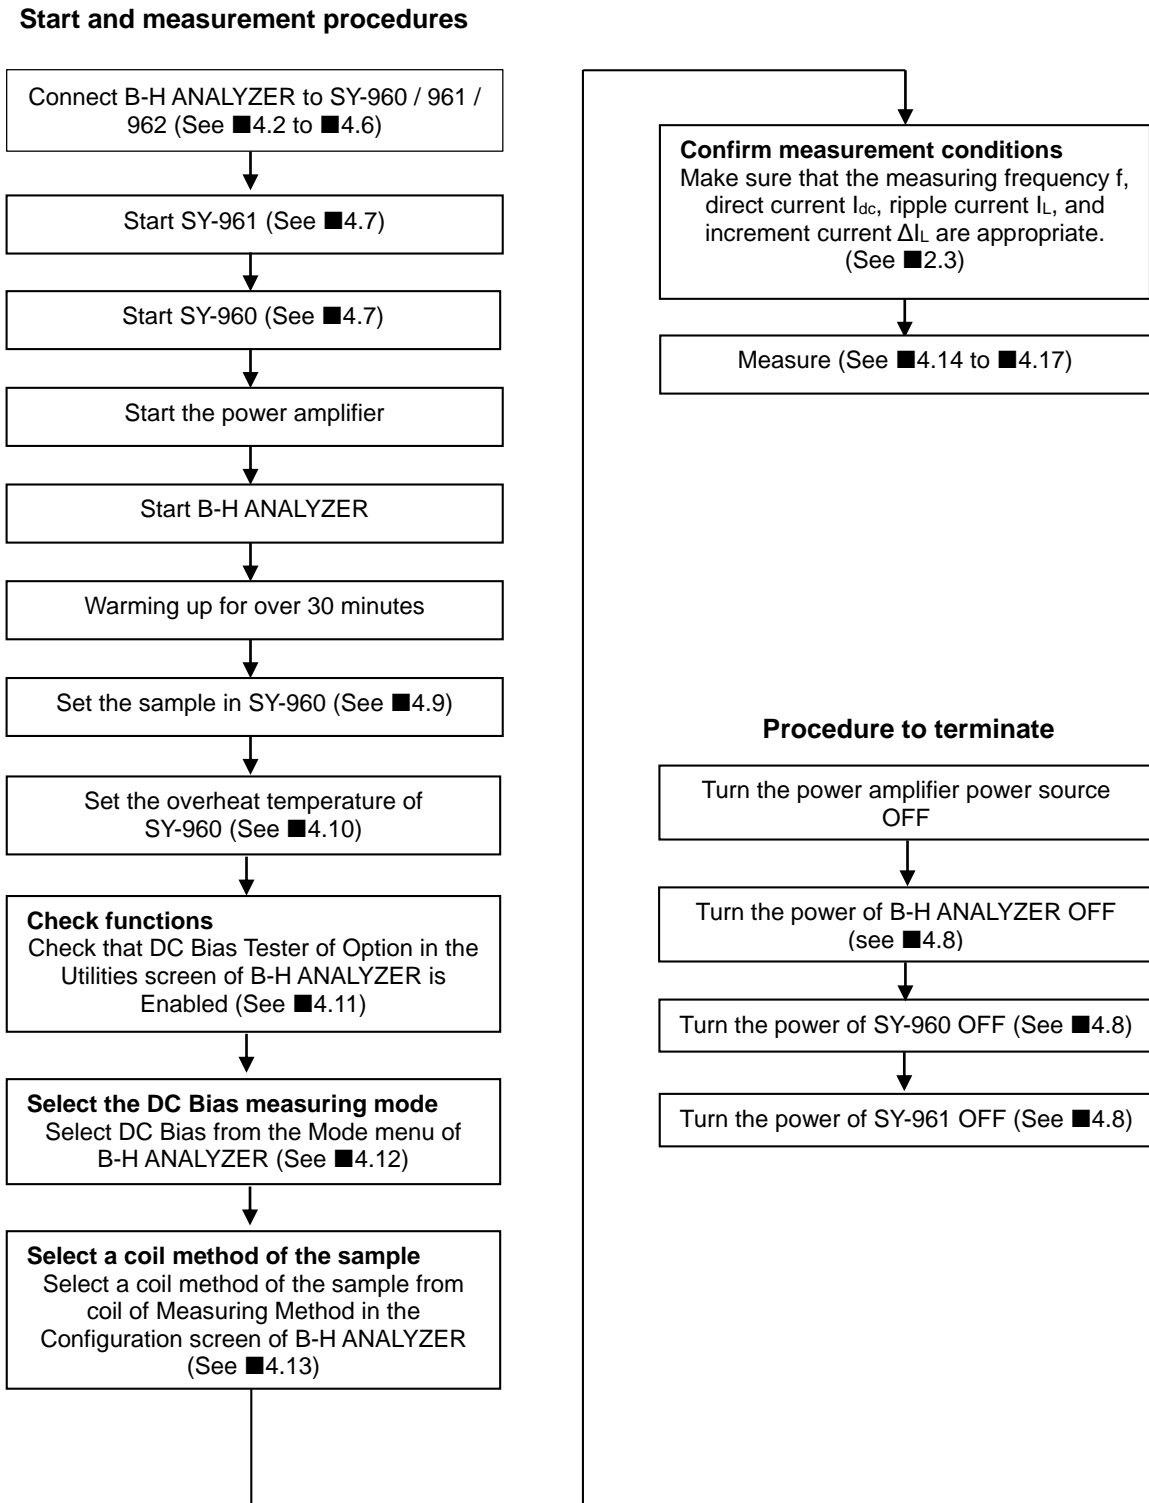 Start and measurement procedures
Connect B-H ANALYZER to SY-960 / 961 /
962 (See ■4.2 to ■4.6)
Start SY-961 (See ■4.7)
Start SY-960 (See ■4.7)
Start the power amplifier
Start B-H ANALYZER
Warming up for over 30 minutes
Set the sample in SY-960 (See ■4.9)
Set the overheat temperature of
SY-960 (See ■4.10)
Check functions
Check that DC Bias Tester of Option in the
Utilities screen of B-H ANALYZER is
Enabled (See ■4.11)
Select the DC Bias measuring mode
Select DC Bias from the Mode menu of
B-H ANALYZER (See ■4.12)
Select a coil method of the sample
Select a coil method of the sample from
coil of Measuring Method in the
Configuration screen of B-H ANALYZER
(See ■4.13)
Confirm measurement conditions
Make sure that the measuring frequency f,
direct current Idc, ripple current IL, and
increment current ΔIL are appropriate.
(See ■2.3)
Measure (See ■4.14 to ■4.17)
Procedure to terminate
Turn the power amplifier power source
OFF
Turn the power of B-H ANALYZER OFF
(see ■4.8)
Turn the power of SY-960 OFF (See ■4.8)
Turn the power of SY-961 OFF (See ■4.8)